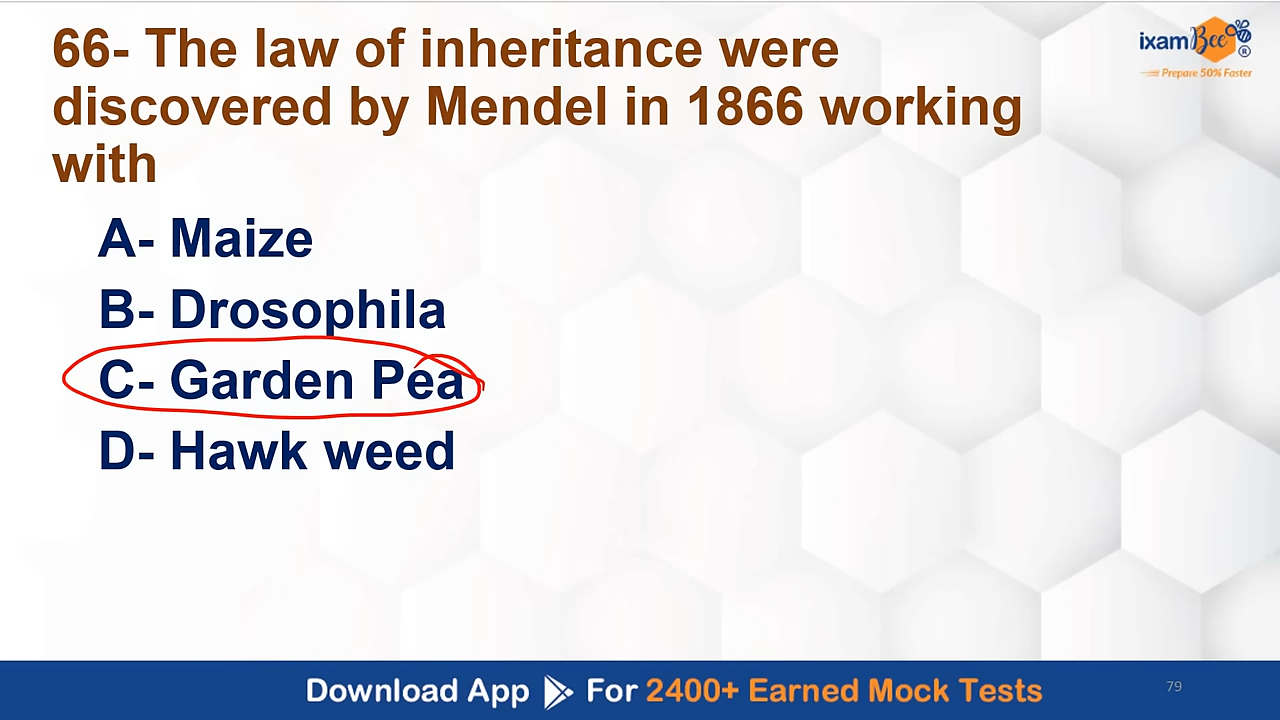 66- The law of inheritance were
discovered by Mendel in 1866 working
with
A- Maize
B- Drosophila
C- Garden Pea
D- Hawk weed
ixamBee ®
Prepare 50% Faster
Download App For 2400+ Earned Mock Tests
79